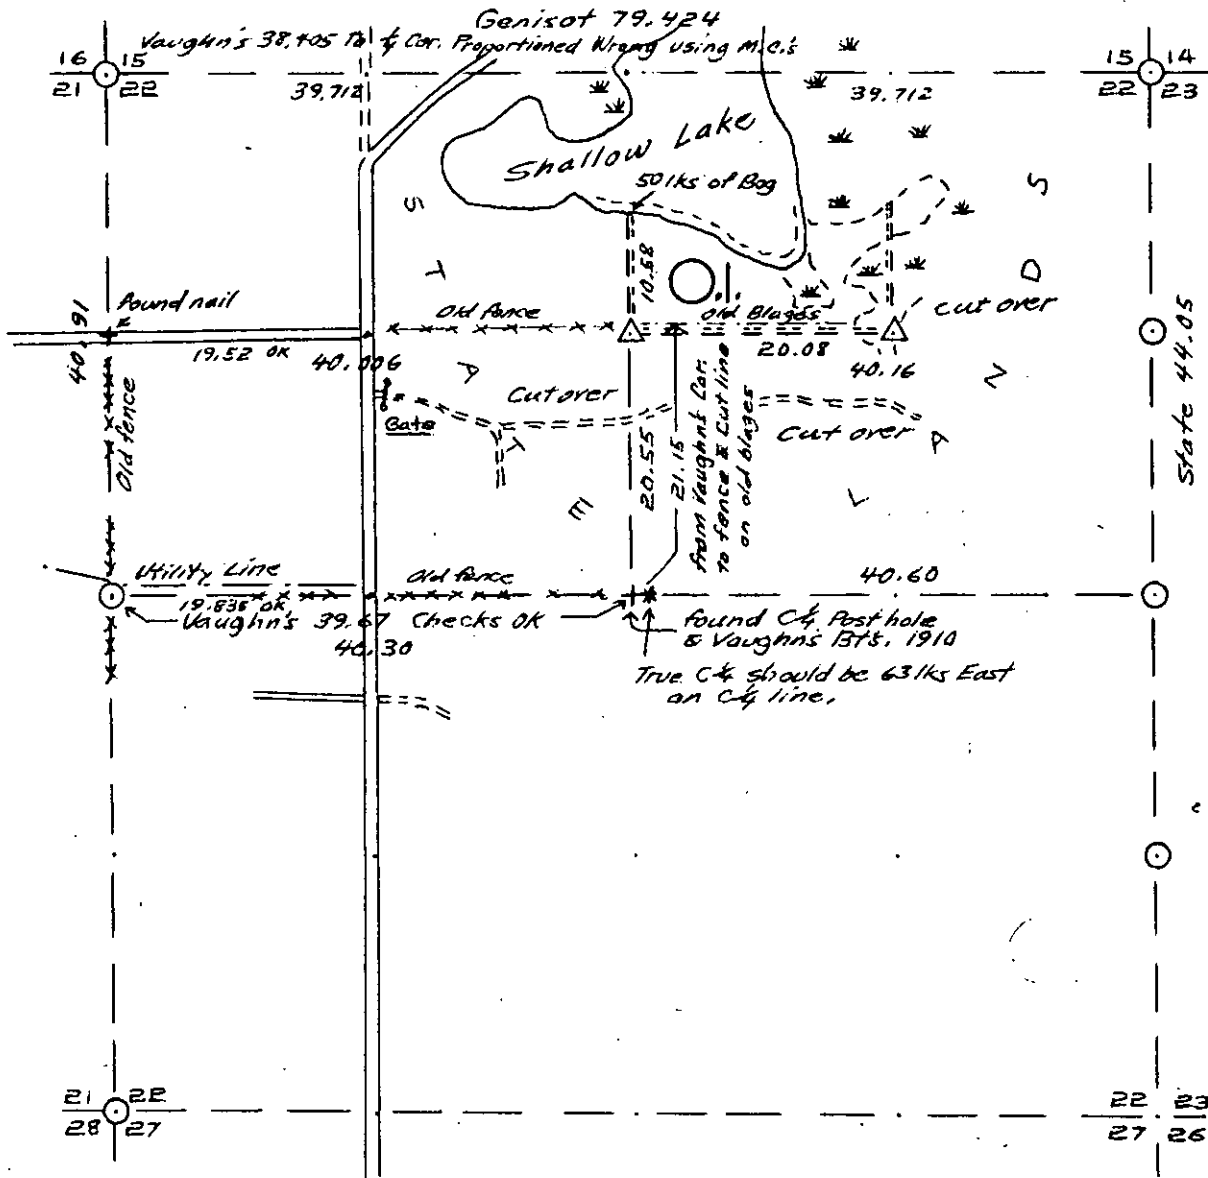 Genisot 79.424
Vaughn's 38.405 To ¼ Cor. Proportioned Wrong using M.C.'s
16 15
21 22
39.712
39.712
15 14
22 23
Shallow Lake
50 lks of Bog
10.58
O.I.
STATE LANDS
Found nail
40.91
Old fence
Old Blages
Cut over
19.52 OK
40.006
20.08
40.16
State 44.05
Old fence
Gate
Cut over
Cut over
20.55
21.15
from Vaughn's Cor.
to fence & Cut line
on old blages
Utility Line
Old fence
40.60
19.835 OK
Vaughn's 39.67 Checks OK
40.30
found C¼ Post hole
& Vaughn's Bts. 1910
True C¼ should be 63 lks East
on C¼ line.
21 22
28 27
22 23
27 26